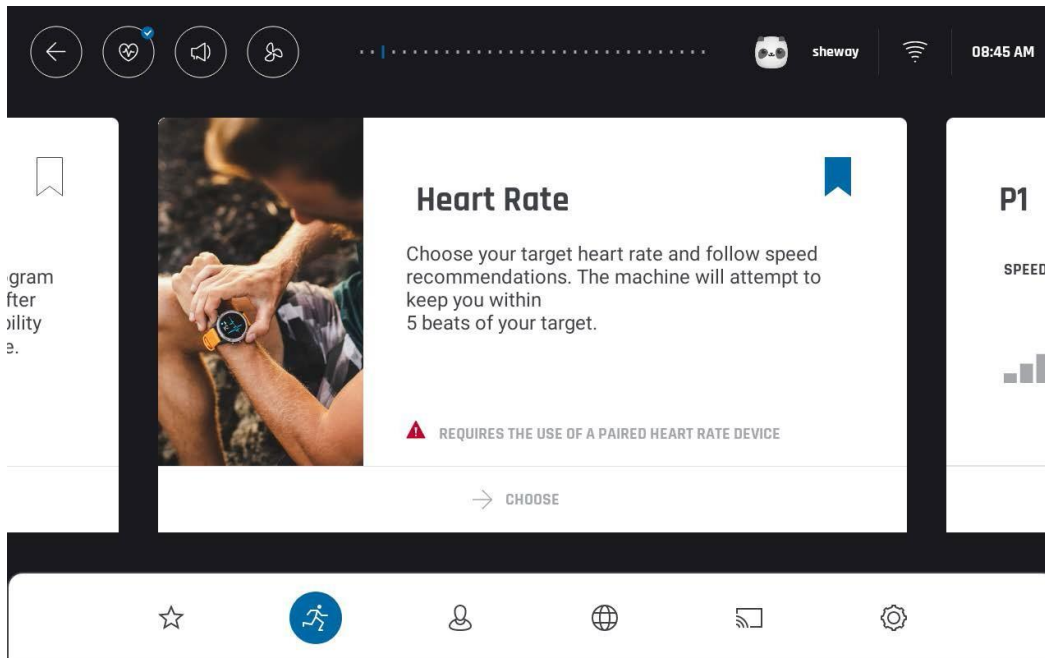 sheway
08:45 AM
gram
fter
bility
e.
Heart Rate
Choose your target heart rate and follow speed
recommendations. The machine will attempt to
keep you within
5 beats of your target.
REQUIRES THE USE OF A PAIRED HEART RATE DEVICE
CHOOSE
P1
SPEED